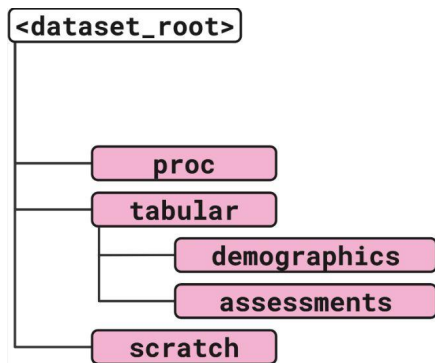 <dataset_root>
proc
tabular
demographics
assessments
scratch